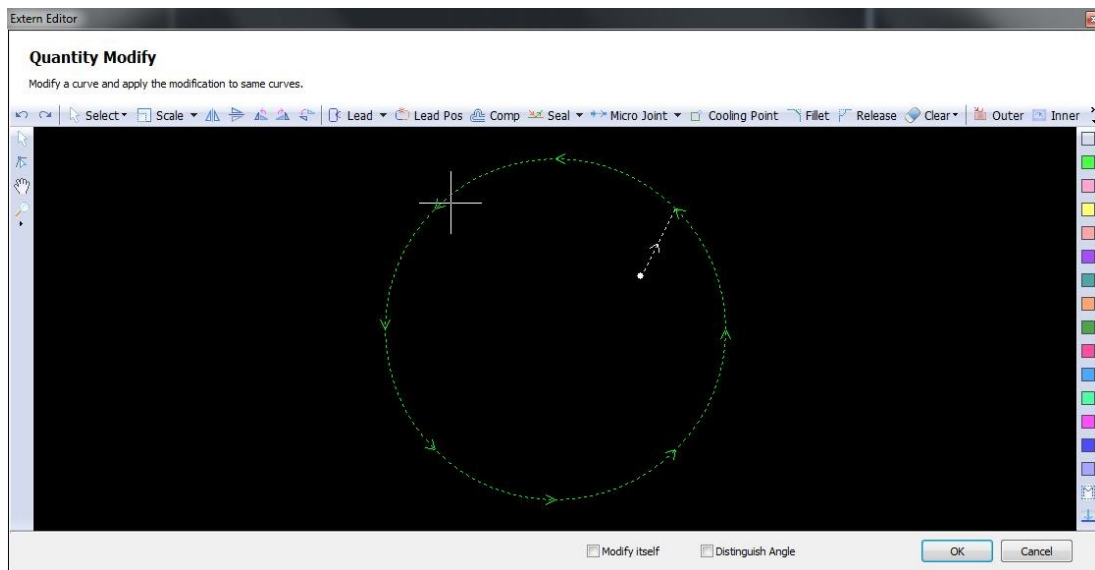 Extern Editor
Quantity Modify
Modify a curve and apply the modification to same curves.
Select Scale Lead Lead Pos Comp Seal Micro Joint Cooling Point Fillet Release Clear Outer Inner
Modify itself Distinguish Angle OK Cancel